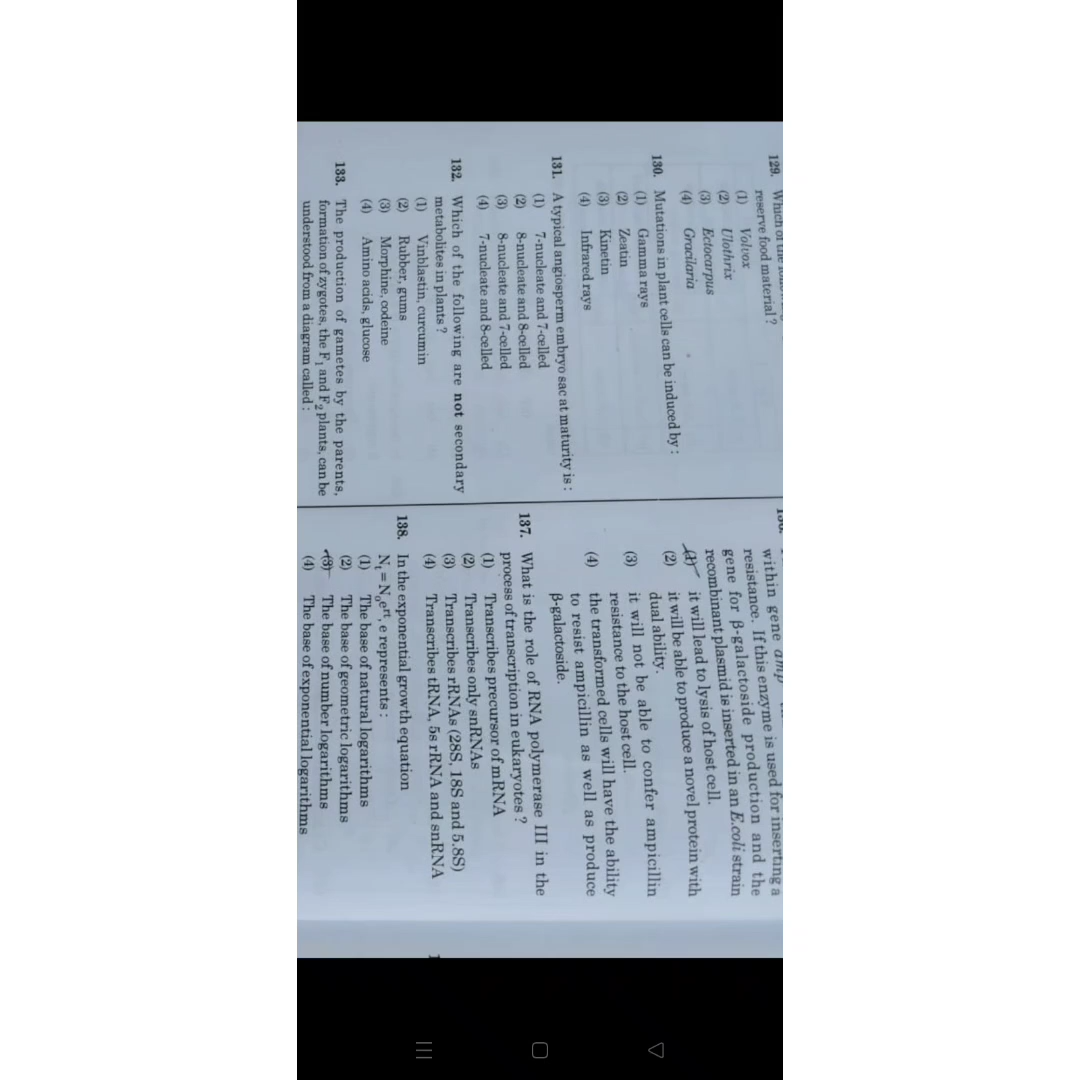 129. Which of the
reserve food material?
(1) Volvox
(2) Ulothrix
(3) Ectocarpus
(4) Gracilaria
130. Mutations in plant cells can be induced by :
(1) Gamma rays
(2) Zeatin
(3) Kinetin
(4) Infrared rays
131. A typical angiosperm embryo sac at maturity is :
(1) 7-nucleate and 7-celled
(2) 8-nucleate and 8-celled
(3) 8-nucleate and 7-celled
(4) 7-nucleate and 8-celled
132. Which of the following are not secondary
metabolites in plants ?
(1) Vinblastin, curcumin
(2) Rubber, gums
(3) Morphine, codeine
(4) Amino acids, glucose
133. The production of gametes by the parents,
formation of zygotes, the F₁ and F₂ plants, can be
understood from a diagram called :
within gene amp
resistance. If this enzyme is used for inserting a
gene for β-galactoside production and the
recombinant plasmid is inserted in an E.coli strain
(1) it will lead to lysis of host cell.
(2) it will be able to produce a novel protein with
dual ability.
(3) it will not be able to confer ampicillin
resistance to the host cell.
(4) the transformed cells will have the ability
to resist ampicillin as well as produce
β-galactoside.
137. What is the role of RNA polymerase III in the
process of transcription in eukaryotes ?
(1) Transcribes precursor of mRNA
(2) Transcribes only snRNAs
(3) Transcribes rRNAs (28S, 18S and 5.8S)
(4) Transcribes tRNA, 5s rRNA and snRNA
138. In the exponential growth equation
Nₜ = N₀eʳᵗ, e represents :
(1) The base of natural logarithms
(2) The base of geometric logarithms
(3) The base of number logarithms
(4) The base of exponential logarithms